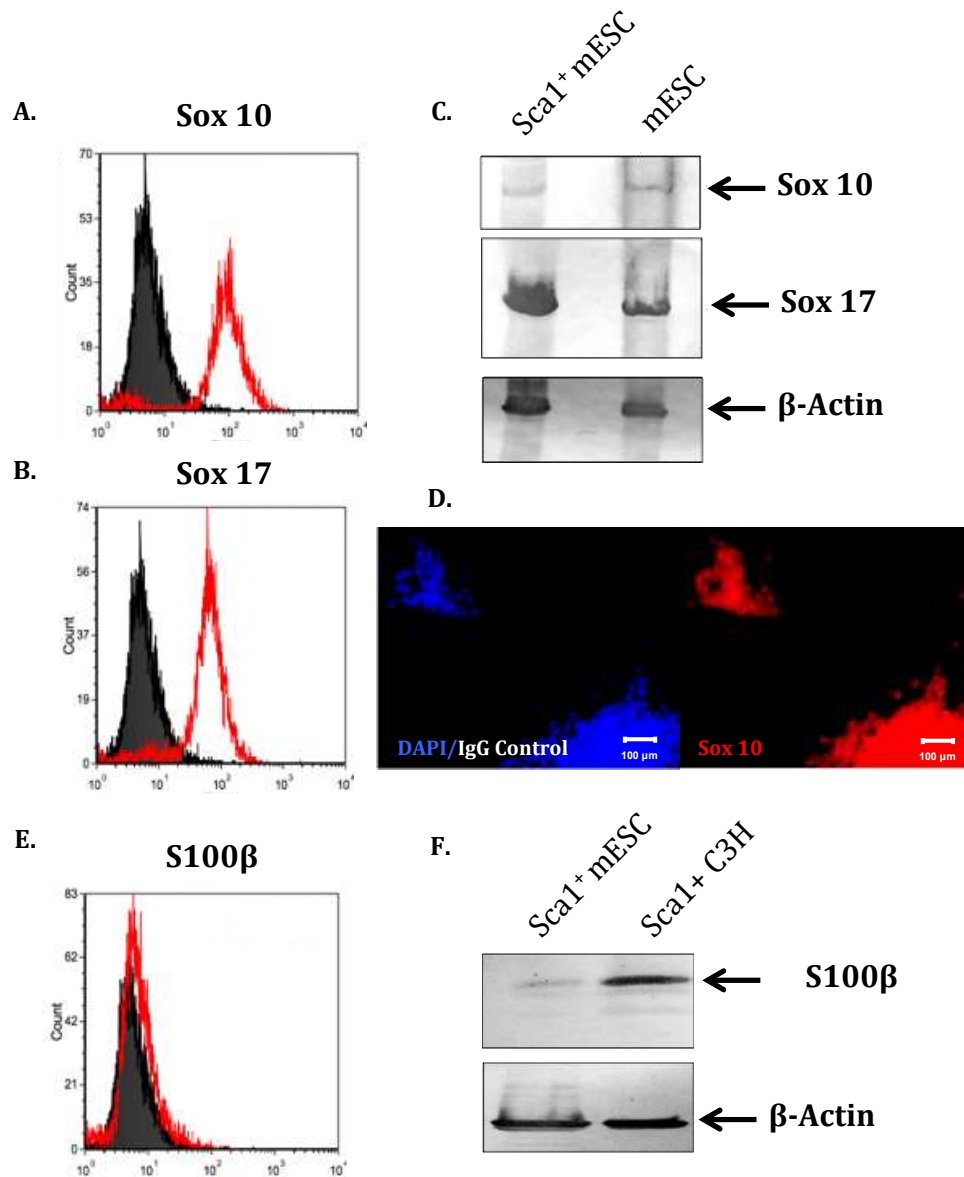 A.
Sox 10
70
53
35
18
0
Count
10⁰ 10¹ 10² 10³ 10⁴
B.
Sox 17
74
56
37
19
0
Count
10⁰ 10¹ 10² 10³ 10⁴
C.
Sca1⁺ mESC
mESC
Sox 10
Sox 17
β-Actin
D.
DAPI/IgG Control
100 µm
Sox 10
100 µm
E.
S100β
83
62
42
21
0
Count
10⁰ 10¹ 10² 10³ 10⁴
F.
Sca1⁺ mESC
Sca1+ C3H
S100β
β-Actin